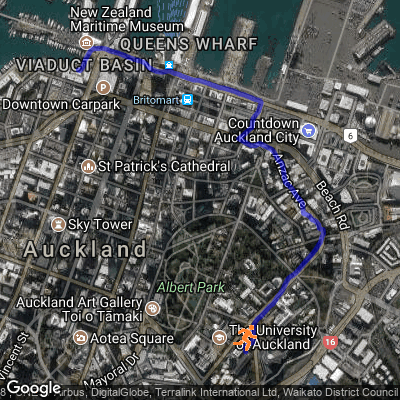 New Zealand
Maritime Museum
QUEENS WHARF
VIADUCT BASIN
Downtown Carpark
Britomart
Countdown
Auckland City
6
St Patrick's Cathedral
Anzac Ave
Beach Rd
Sky Tower
Auckland
Albert Park
Auckland Art Gallery
Toi o Tāmaki
Aotea Square
The University
of Auckland
16
Vincent St
Mayoral Dr
Google
DigitalGlobe, Terralink International Ltd, Waikato District Council